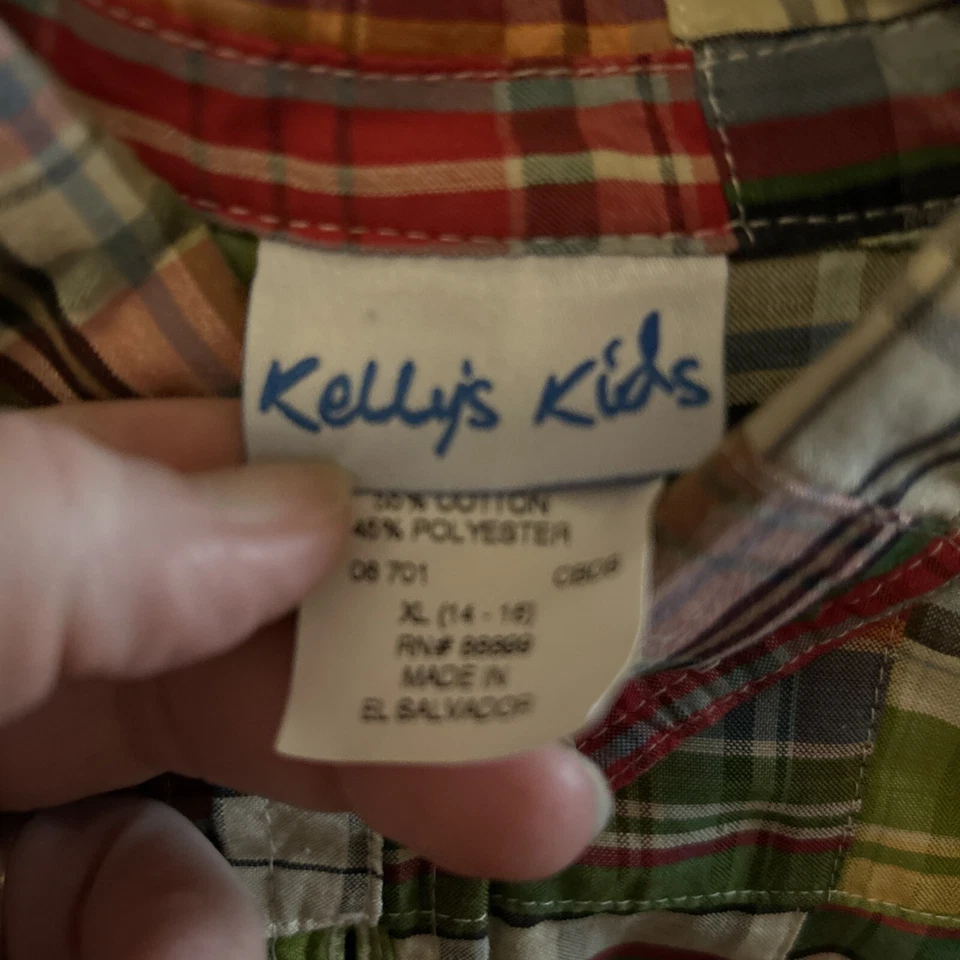 Kelly's Kids
COTTON
45% POLYESTER
08 701
XL (14 - 16)
RN#
MADE IN
EL SALVADOR